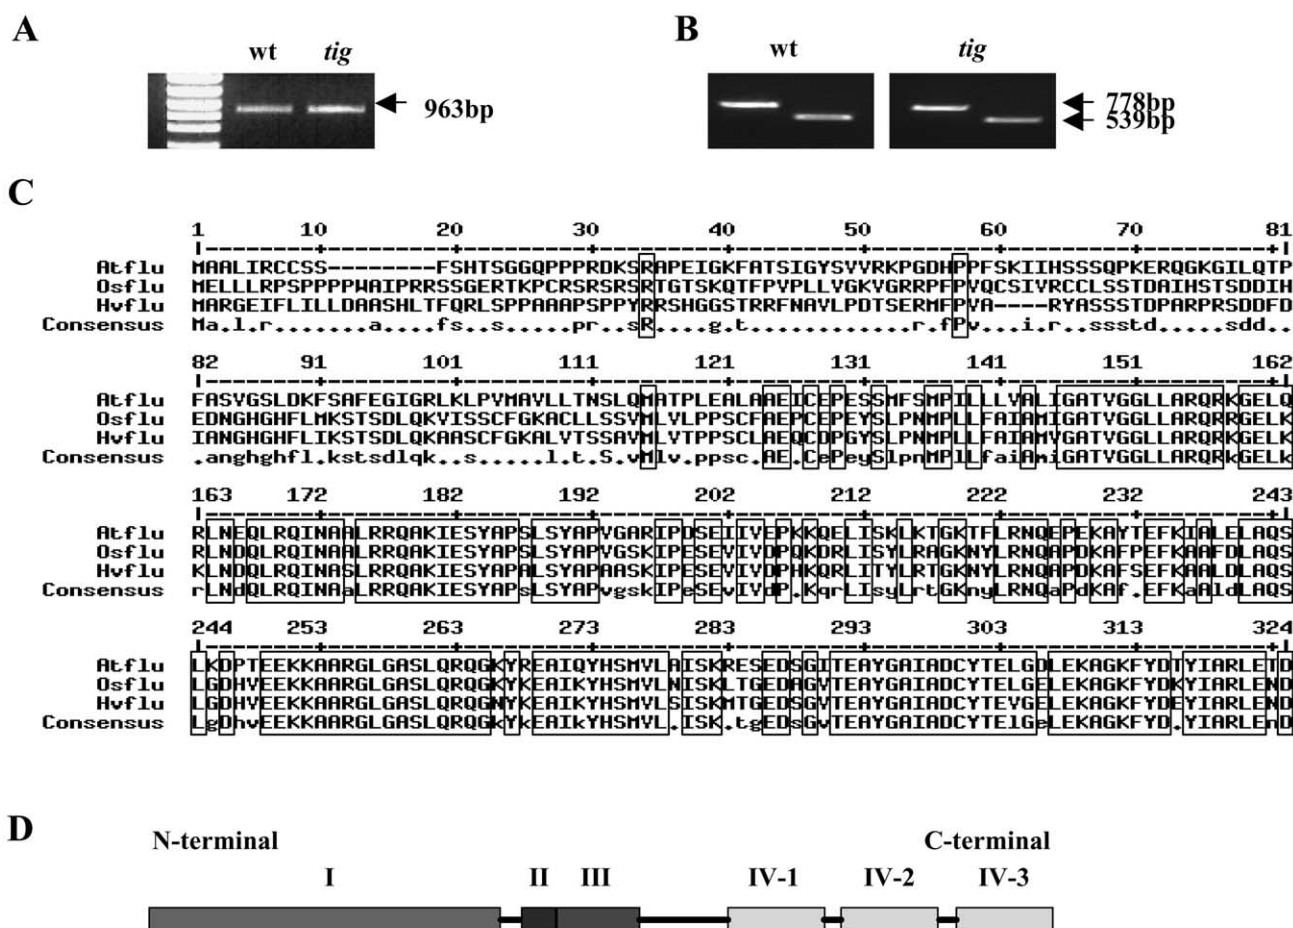 A
wt tig
963bp
B
wt tig
778bp
539bp
C
1 10 20 30 40 50 60 70 81
Atflu MAALIRCCSS---------FSHTSGGQPPPRDKSRAPEIGKFATSIGYSVVRKPGDHPPFSKIIHSSSQPKERQGKGILQTP
Osflu MELLLRPSPPPPWAIPRRSSGERTKPCRSRSRSRTGTSKQTFPVPLLVGKVGRRPFPVQCSIVRCCLSSTDAIHSTSDDIH
Hvflu MARGEIFLILLDAASHLTFQRLSPPAAAPSPPYRRSHGGSTRRFNAVLPDTSERMFPVA----RYASSSTDPARPRSDDFD
Consensus Ma.l.r.......a....fs..s.....pr..sR....g.t............r.fPv...i.r..ssstd.....sdd..
82 91 101 111 121 131 141 151 162
Atflu FASVGSLDKFSAFEGIGRLKLPVMAVLLTNSLQMATPLEALAAEICEPESSMFSMPILLLVALIGATVGGLLARQRKGELQ
Osflu EDNGHGHFLMKSTSDLQKVISSCFGKACLLSSVMLVLPPSCFAEPCEPEYSLPNMPLLFAIAMIGATVGGLLARQRRGELK
Hvflu IANGHGHFLIKSTSDLQKAASCFGKALVTSSAVMLVTPPSCLAEQCDPGYSLPNMPLLFAIAMVGATVGGLLARQRKGELK
Consensus .anghghfl.kstsdlqk..s.....l.t.S.vMlv.ppsc.AE.CePeySlpnMPlLfaiAmiGATVGGLLARQRkGELk
163 172 182 192 202 212 222 232 243
Atflu RLNEQLRQINAALRRQAKIESYAPSLSYAPVGARIPDSEIIVEPKKQELISKLKTGKTFLRNQEPEKAYTEFKIALELAQS
Osflu RLNDQLRQINAALRRQAKIESYAPSLSYAPVGSKIPESEVIVDPQKDRLISYLRAGKNYLRNQAPDKAFPEFKAAFDLAQS
Hvflu KLNDQLRQINASLRRQAKIESYAPALSYAPAASKIPESEVIVDPHKQRLITYLRTGKNYLRNQAPDKAFSEFKAALDLAQS
Consensus rLNdQLRQINAaLRRQAKIESYAPsLSYAPvgskIPeSEvIVdP.KqrLIsyLrtGKnyLRNQaPdKAf.EFKaAldLAQS
244 253 263 273 283 293 303 313 324
Atflu LKDPTEEKKAARGLGASLQRQGKYREAIQYHSMVLAISKRESEDSGITEAYGAIADCYTELGDLEKAGKFYDTYIARLETD
Osflu LGDHVEEKKAARGLGASLQRQGKYKEAIKYHSMVLNISKLTGEDAGVTEAYGAIADCYTELGELEKAGKFYDKYIARLEND
Hvflu LGDHVEEKKAARGLGASLQRQGNYKEAIKYHSMVLSISKMTGEDSGVTEAYGAIADCYTEVGELEKAGKFYDEYIARLEND
Consensus LgDhvEEKKAARGLGASLQRQGkYkEAIkYHSMVL.ISK.tgEDsGvTEAYGAIADCYTElGeLEKAGKFYD.YIARLEnD
D
N-terminal C-terminal
I II III IV-1 IV-2 IV-3